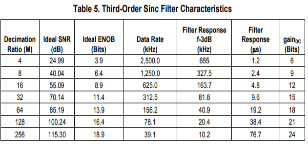 Table 5. Third-Order Sinc Filter Characteristics
Decimation Ratio (M) Ideal SNR (dB) Ideal ENOB (Bits) Data Rate (kHz) Filter Response f-3dB (kHz) Filter Response (µs) gainDC (Bits)
4 24.99 3.9 2,500.0 655 1.2 6
8 40.04 6.4 1,250.0 327.5 2.4 9
16 55.09 8.9 625.0 163.7 4.8 12
32 70.14 11.4 312.5 81.8 9.6 15
64 85.19 13.9 156.2 40.9 19.2 18
128 100.24 16.4 78.1 20.4 38.4 21
256 115.30 18.9 39.1 10.2 76.7 24